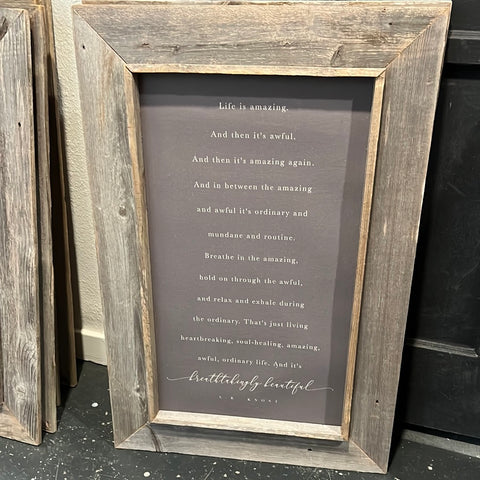 Life is amazing.
And then it's awful.
And then it's amazing again.
And in between the amazing
and awful it's ordinary and
mundane and routine.
Breathe in the amazing,
hold on through the awful,
and relax and exhale during
the ordinary. That's just living
heartbreaking, soul-healing, amazing,
awful, ordinary life. And it's
breathtakingly beautiful
L.R. KNOST